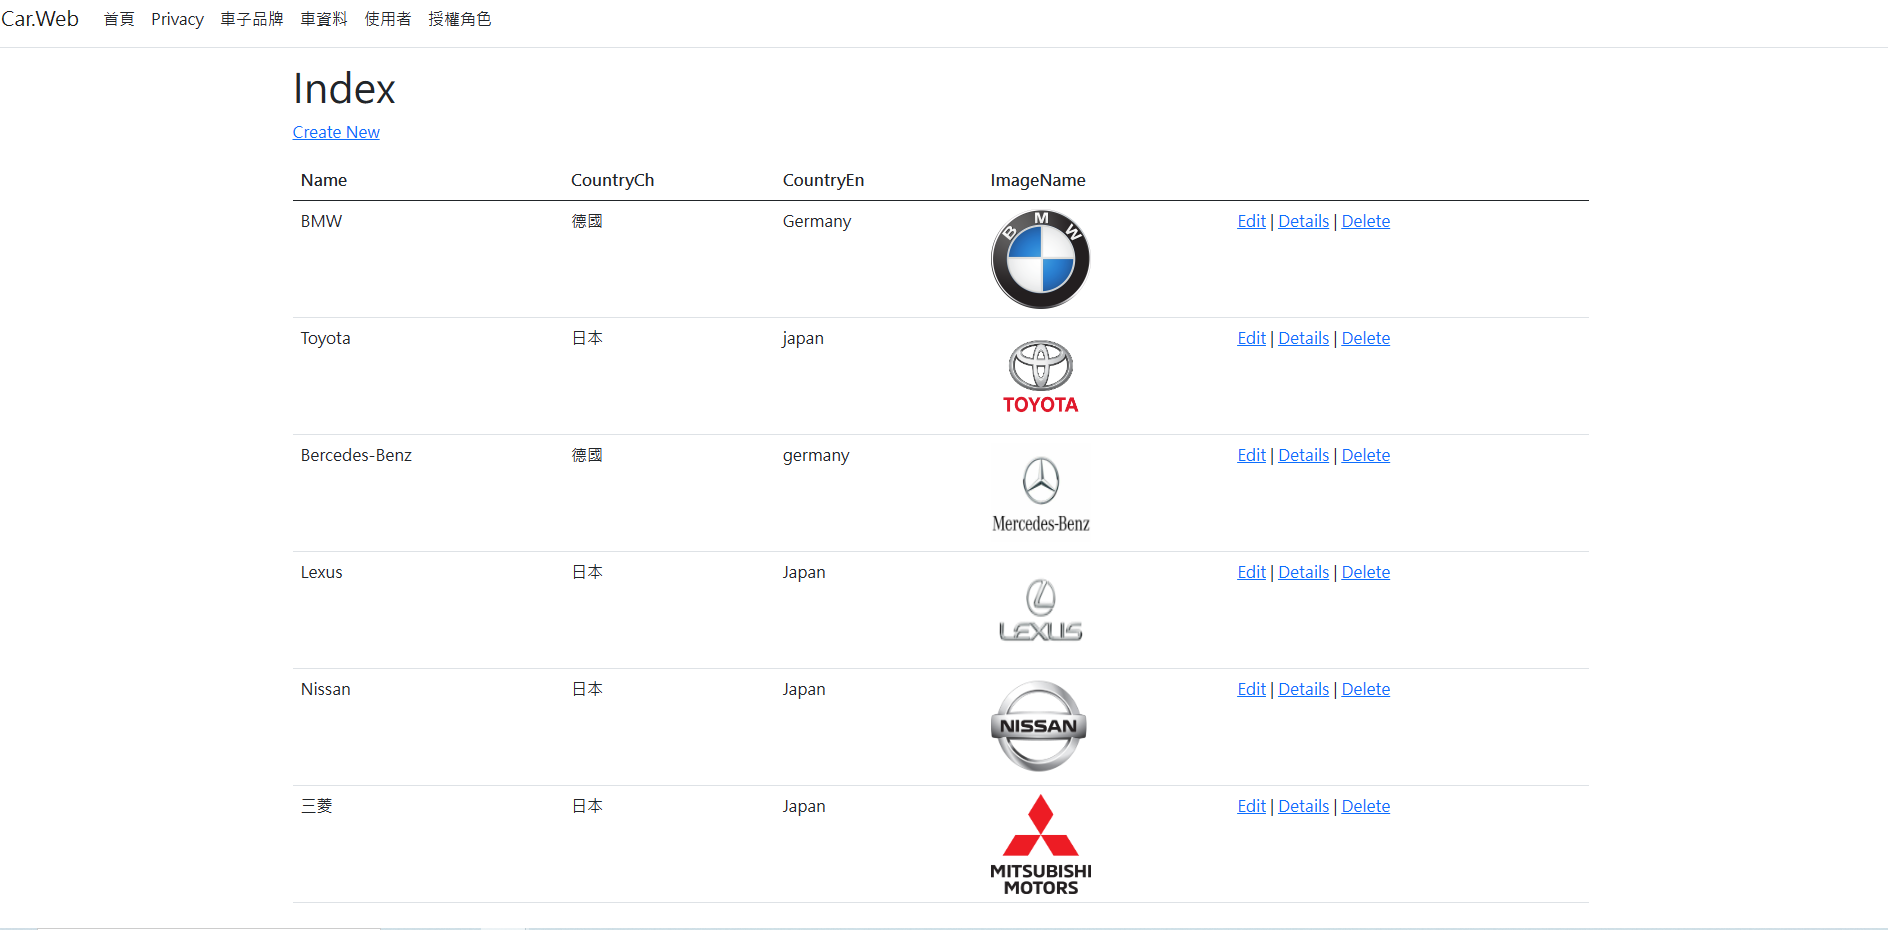 Car.Web 首頁 Privacy 車子品牌 車資料 使用者 授權角色
Index
Create New
Name CountryCh CountryEn ImageName
BMW 德國 Germany BMW Edit | Details | Delete
Toyota 日本 japan Edit | Details | Delete
TOYOTA
Bercedes-Benz 德國 germany Edit | Details | Delete
Mercedes-Benz
Lexus 日本 Japan Edit | Details | Delete
LEXUS
Nissan 日本 Japan Edit | Details | Delete
NISSAN
三菱 日本 Japan Edit | Details | Delete
MITSUBISHI
MOTORS